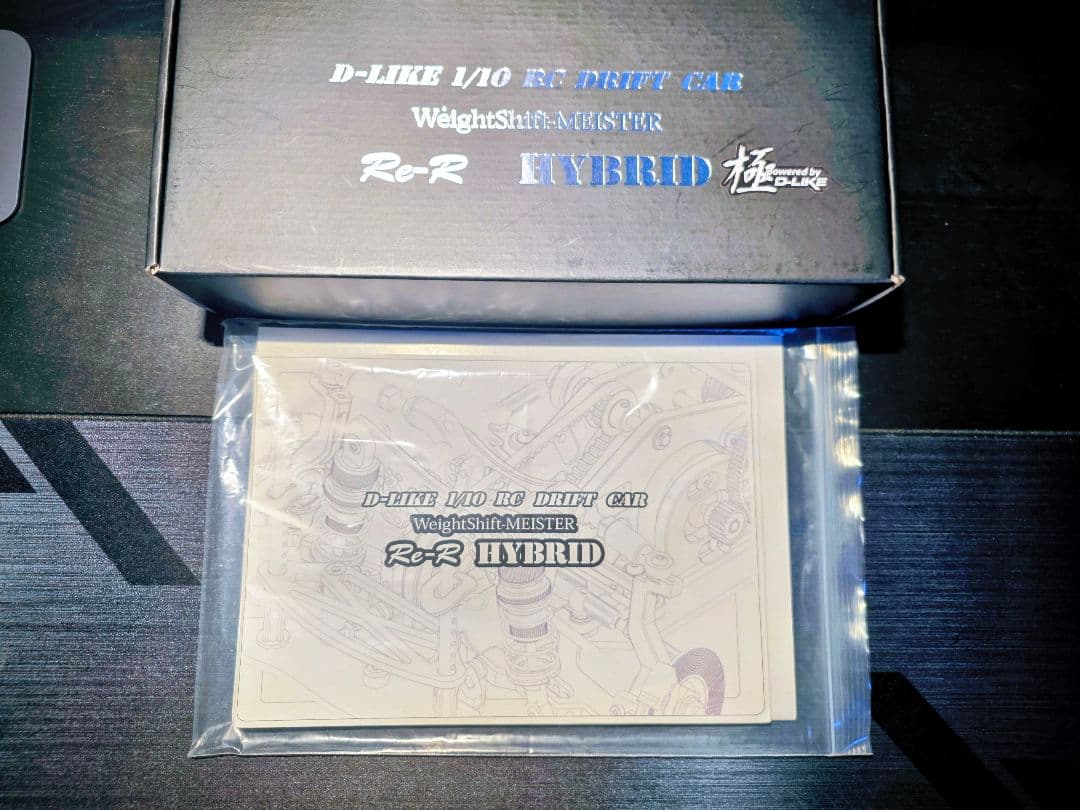 D-LIKE 1/10 RC DRIFT CAR
WeightShift-MEISTER
Re-R HYBRID 極 Powered by D-LIKE
D-LIKE 1/10 RC DRIFT CAR
WeightShift-MEISTER
Re-R HYBRID